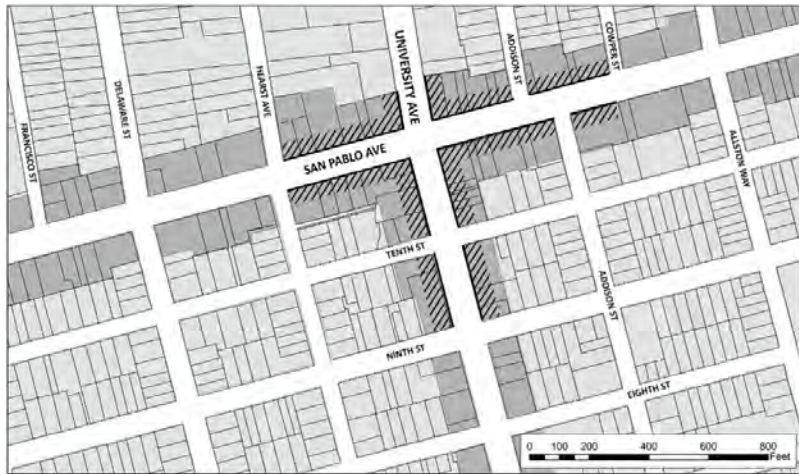 UNIVERSITY AVE
COWPER ST
ADDISON ST
HEARST AVE
DELAWARE ST
FRANCISCO ST
SAN PABLO AVE
ALLSTON WAY
TENTH ST
ADDISON ST
NINTH ST
EIGHTH ST
0 100 200 400 600 800
Feet